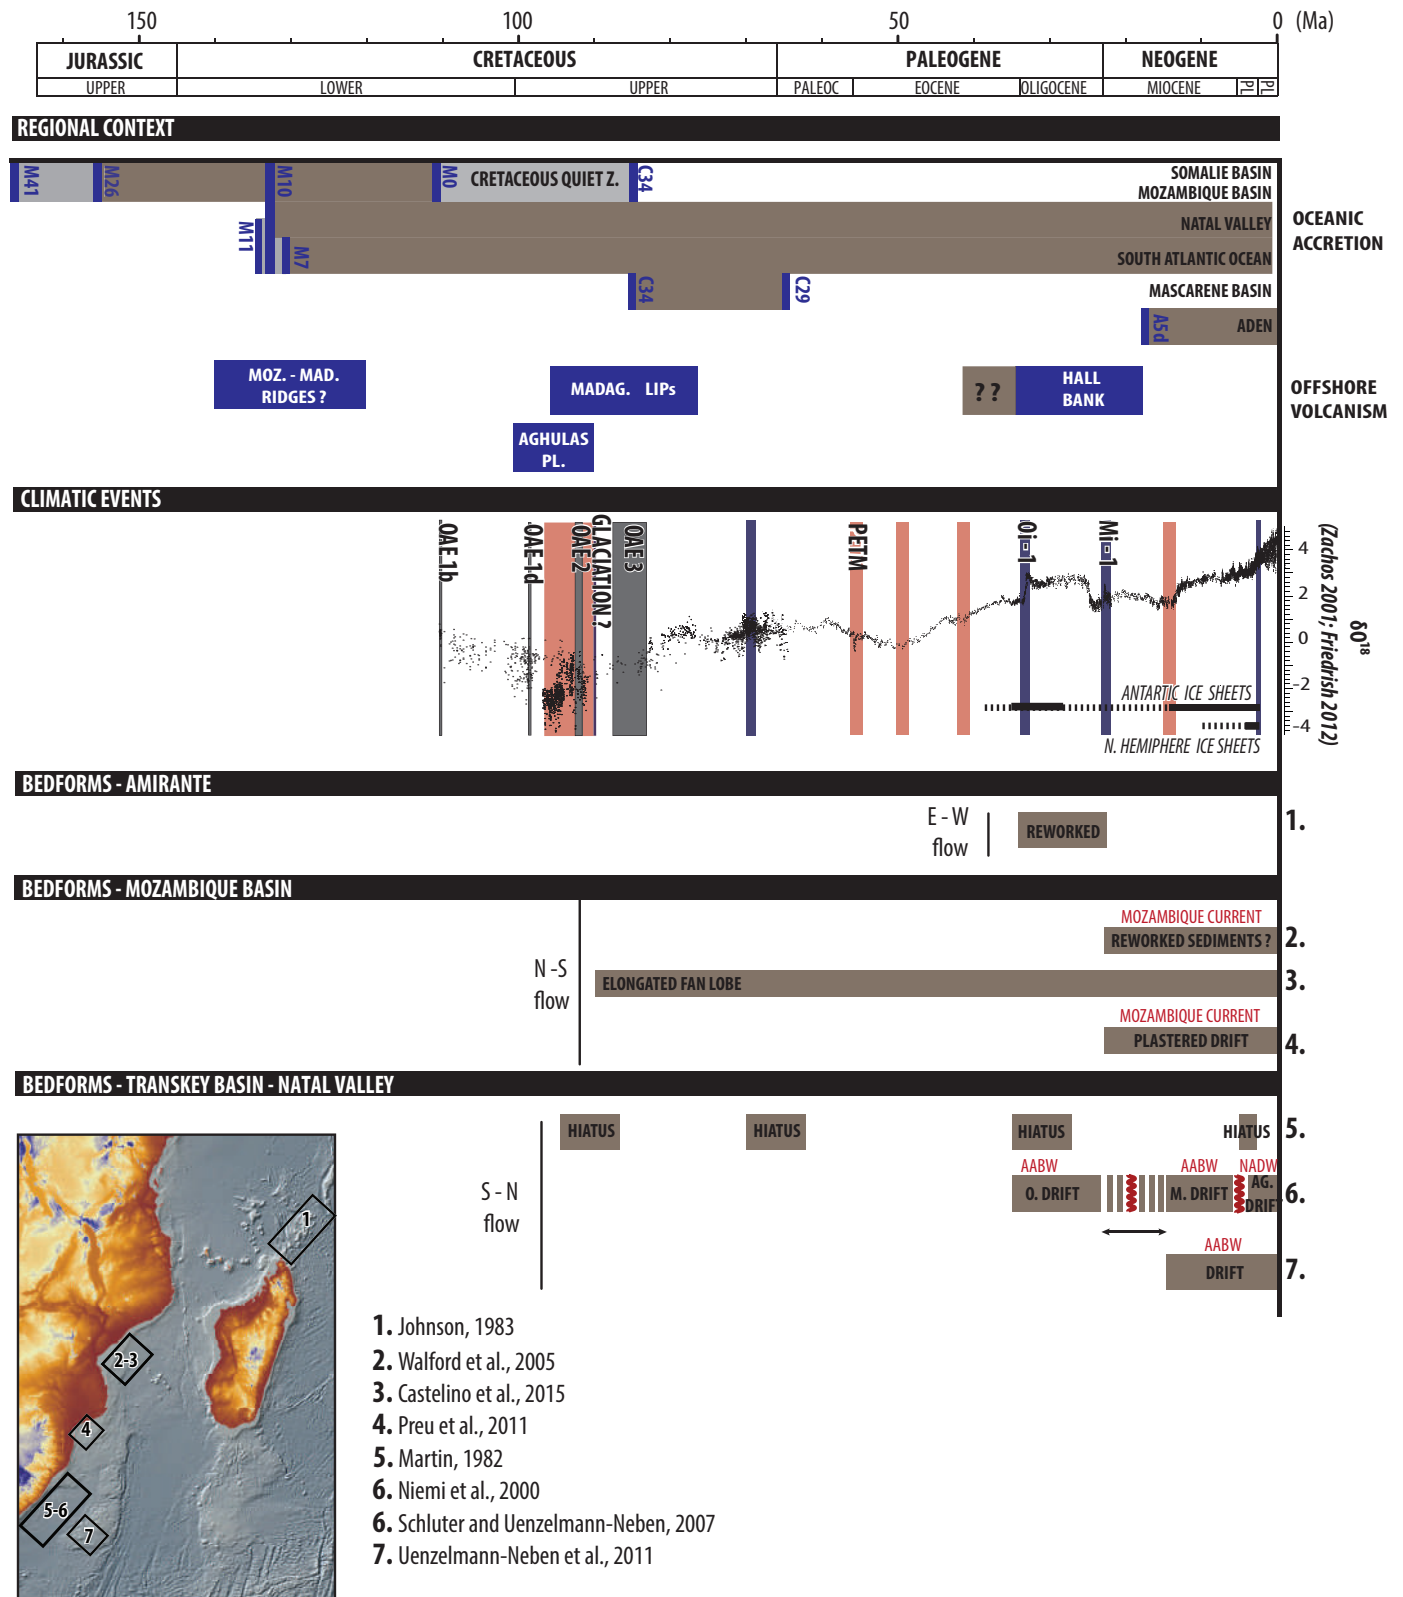 150 100 50 0 (Ma)
JURASSIC CRETACEOUS PALEOGENE NEOGENE
UPPER LOWER UPPER PALEOC EOCENE OLIGOCENE MIOCENE PL PL
REGIONAL CONTEXT
M41 M26 M10 M0 CRETACEOUS QUIET Z. C34 SOMALIE BASIN
MOZAMBIQUE BASIN
M11 NATAL VALLEY
M7 SOUTH ATLANTIC OCEAN
OCEANIC
ACCRETION
C34 C29 MASCARENE BASIN
A5d ADEN
MOZ. - MAD.
RIDGES ?
MADAG. LIPs
? ?
HALL
BANK
OFFSHORE
VOLCANISM
AGHULAS
PL.
CLIMATIC EVENTS
OAE 1b
OAE 1d
OAE 2
GLACIATION ?
OAE 3
PETM
Oi - 1
Mi - 1
4
2
0
-2
-4
δO18
(Zachos 2001; Friedrish 2012)
ANTARTIC ICE SHEETS
N. HEMIPHERE ICE SHEETS
BEDFORMS - AMIRANTE
E - W
flow
REWORKED
1.
BEDFORMS - MOZAMBIQUE BASIN
N -S
flow
MOZAMBIQUE CURRENT
REWORKED SEDIMENTS ? 2.
ELONGATED FAN LOBE 3.
MOZAMBIQUE CURRENT
PLASTERED DRIFT 4.
BEDFORMS - TRANSKEY BASIN - NATAL VALLEY
S - N
flow
HIATUS HIATUS HIATUS HIATUS 5.
AABW AABW NADW
O. DRIFT M. DRIFT AG.
DRIFT
6.
AABW
DRIFT 7.
1
2-3
4
5-6
7
1. Johnson, 1983
2. Walford et al., 2005
3. Castelino et al., 2015
4. Preu et al., 2011
5. Martin, 1982
6. Niemi et al., 2000
6. Schluter and Uenzelmann-Neben, 2007
7. Uenzelmann-Neben et al., 2011